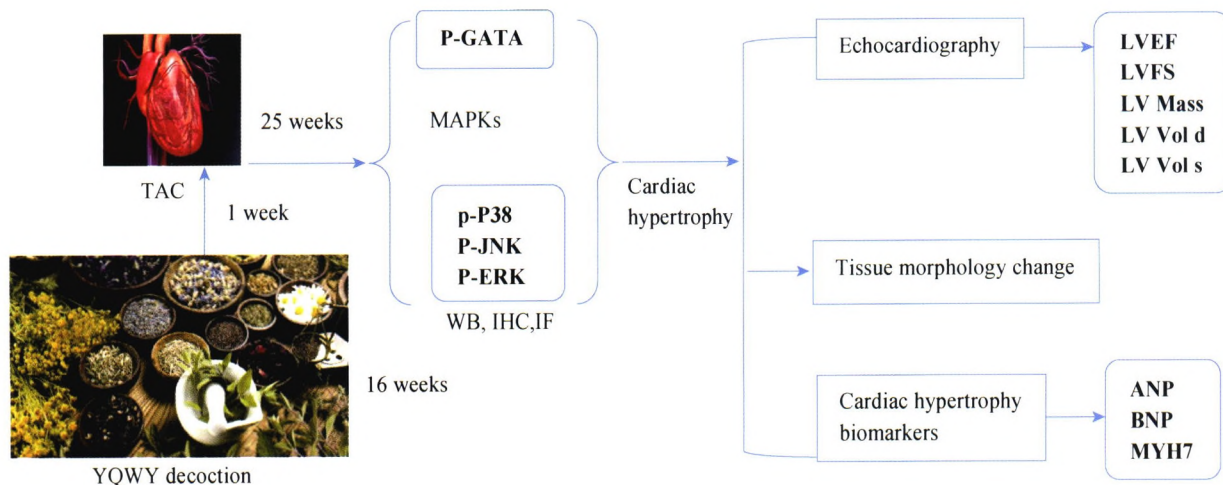 TAC
25 weeks
1 week
YQWY decoction
16 weeks
P-GATA
MAPKs
p-P38
P-JNK
P-ERK
WB, IHC,IF
Cardiac
hypertrophy
Echocardiography
LVEF
LVFS
LV Mass
LV Vol d
LV Vol s
Tissue morphology change
Cardiac hypertrophy
biomarkers
ANP
BNP
MYH7